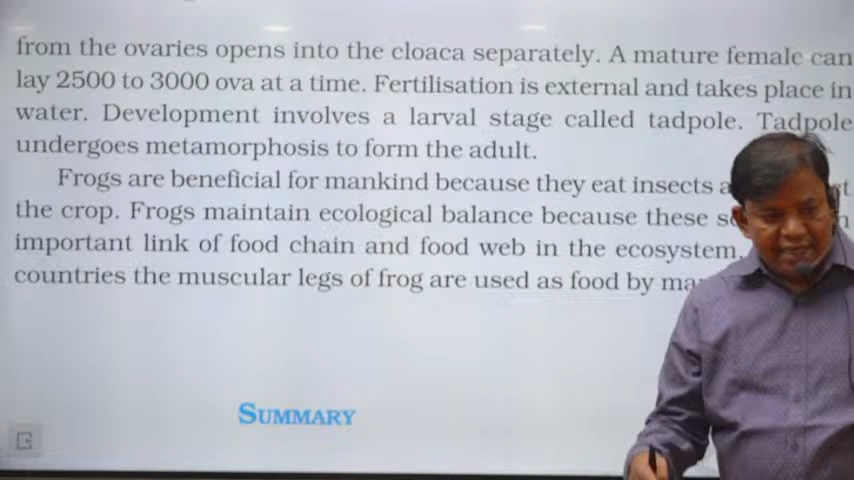 from the ovaries opens into the cloaca separately. A mature female can
lay 2500 to 3000 ova at a time. Fertilisation is external and takes place in
water. Development involves a larval stage called tadpole. Tadpole
undergoes metamorphosis to form the adult.
Frogs are beneficial for mankind because they eat insects
the crop. Frogs maintain ecological balance because these
important link of food chain and food web in the ecosystem.
countries the muscular legs of frog are used as food by
SUMMARY